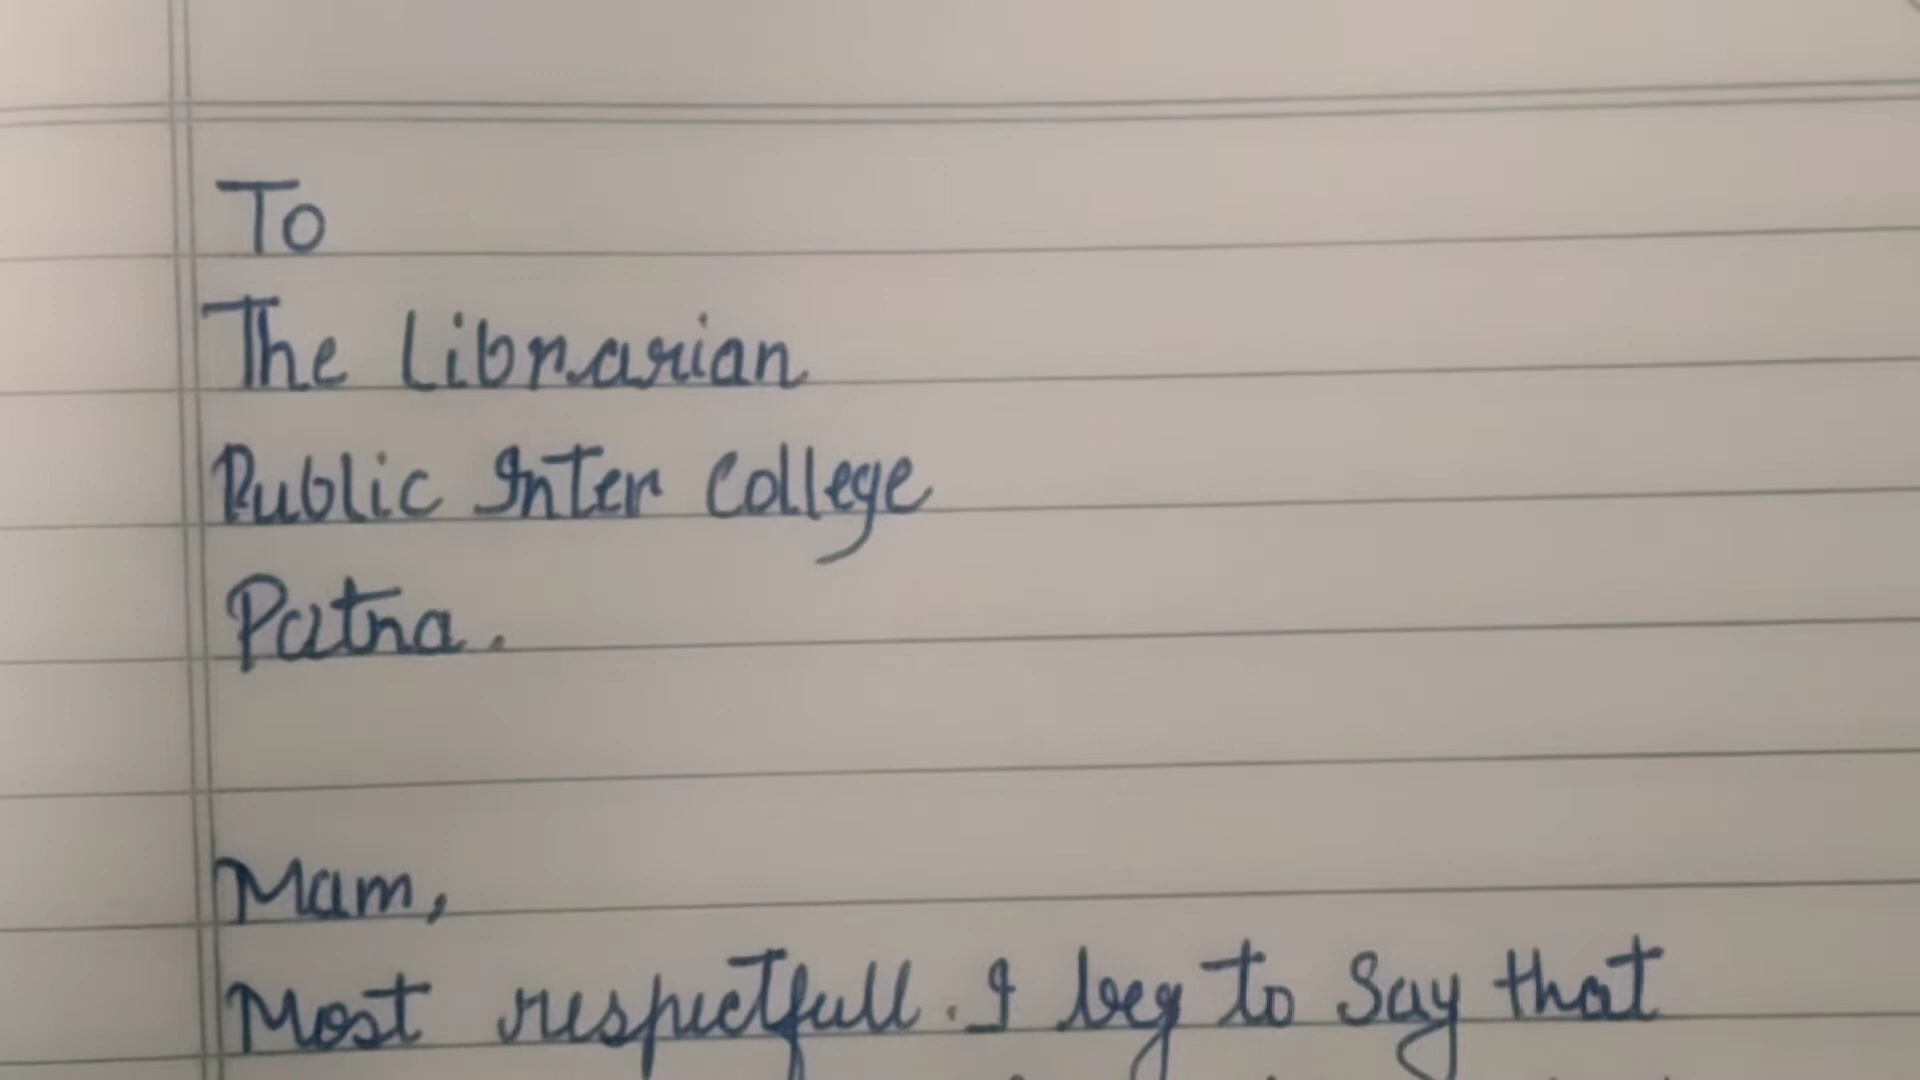 To
The Librarian
Public Inter College
Patna.
Mam,
Most respectfull. I beg to Say that